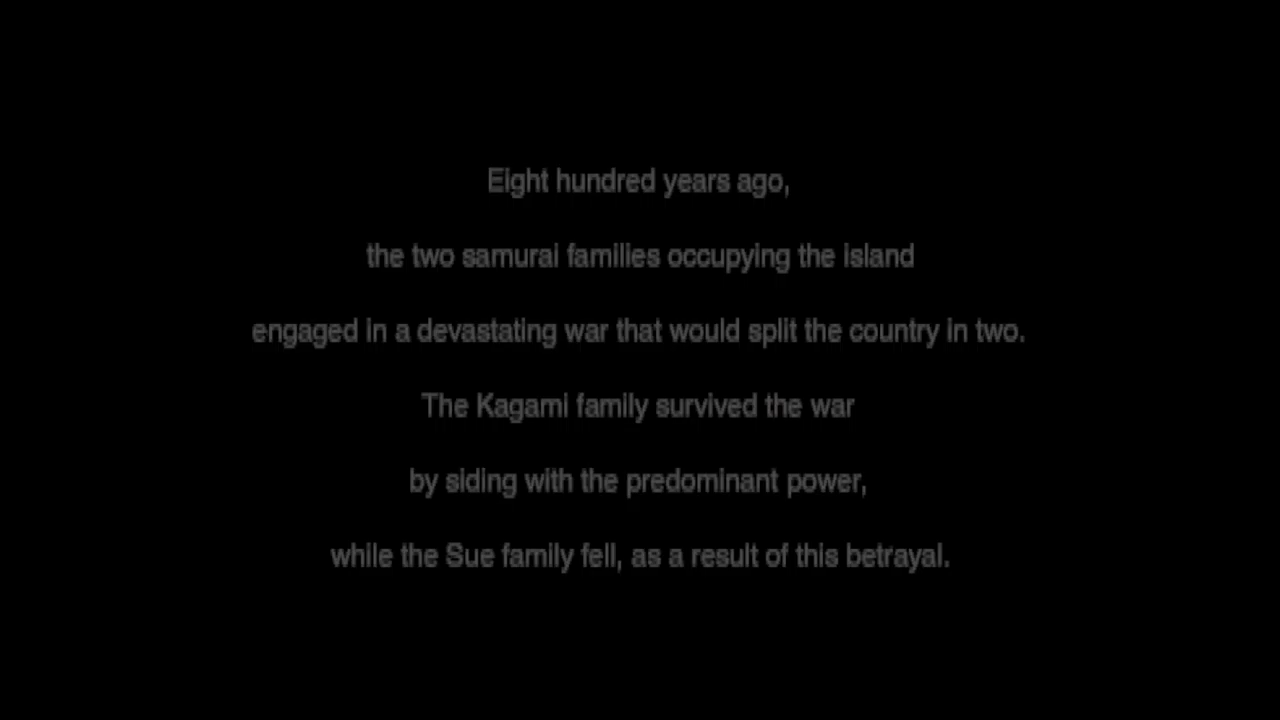 Eight hundred years ago,
the two samurai families occupying the island
engaged in a devastating war that would split the country in two.
The Kagami family survived the war
by siding with the predominant power,
while the Sue family fell, as a result of this betrayal.